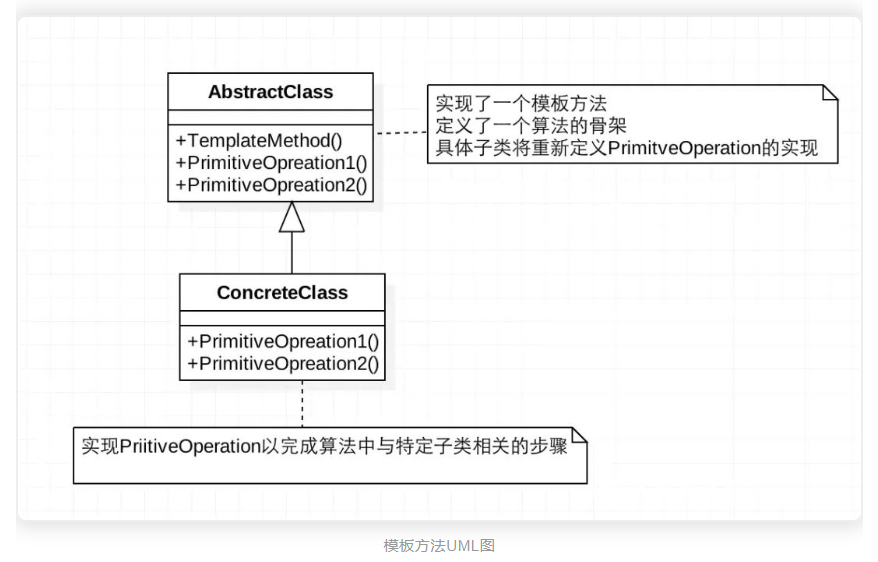 AbstractClass
+TemplateMethod()
+PrimitiveOpreation1()
+PrimitiveOpreation2()
实现了一个模板方法
定义了一个算法的骨架
具体子类将重新定义PrimitveOperation的实现
ConcreteClass
+PrimitiveOpreation1()
+PrimitiveOpreation2()
实现PriitiveOperation以完成算法中与特定子类相关的步骤
模板方法UML图